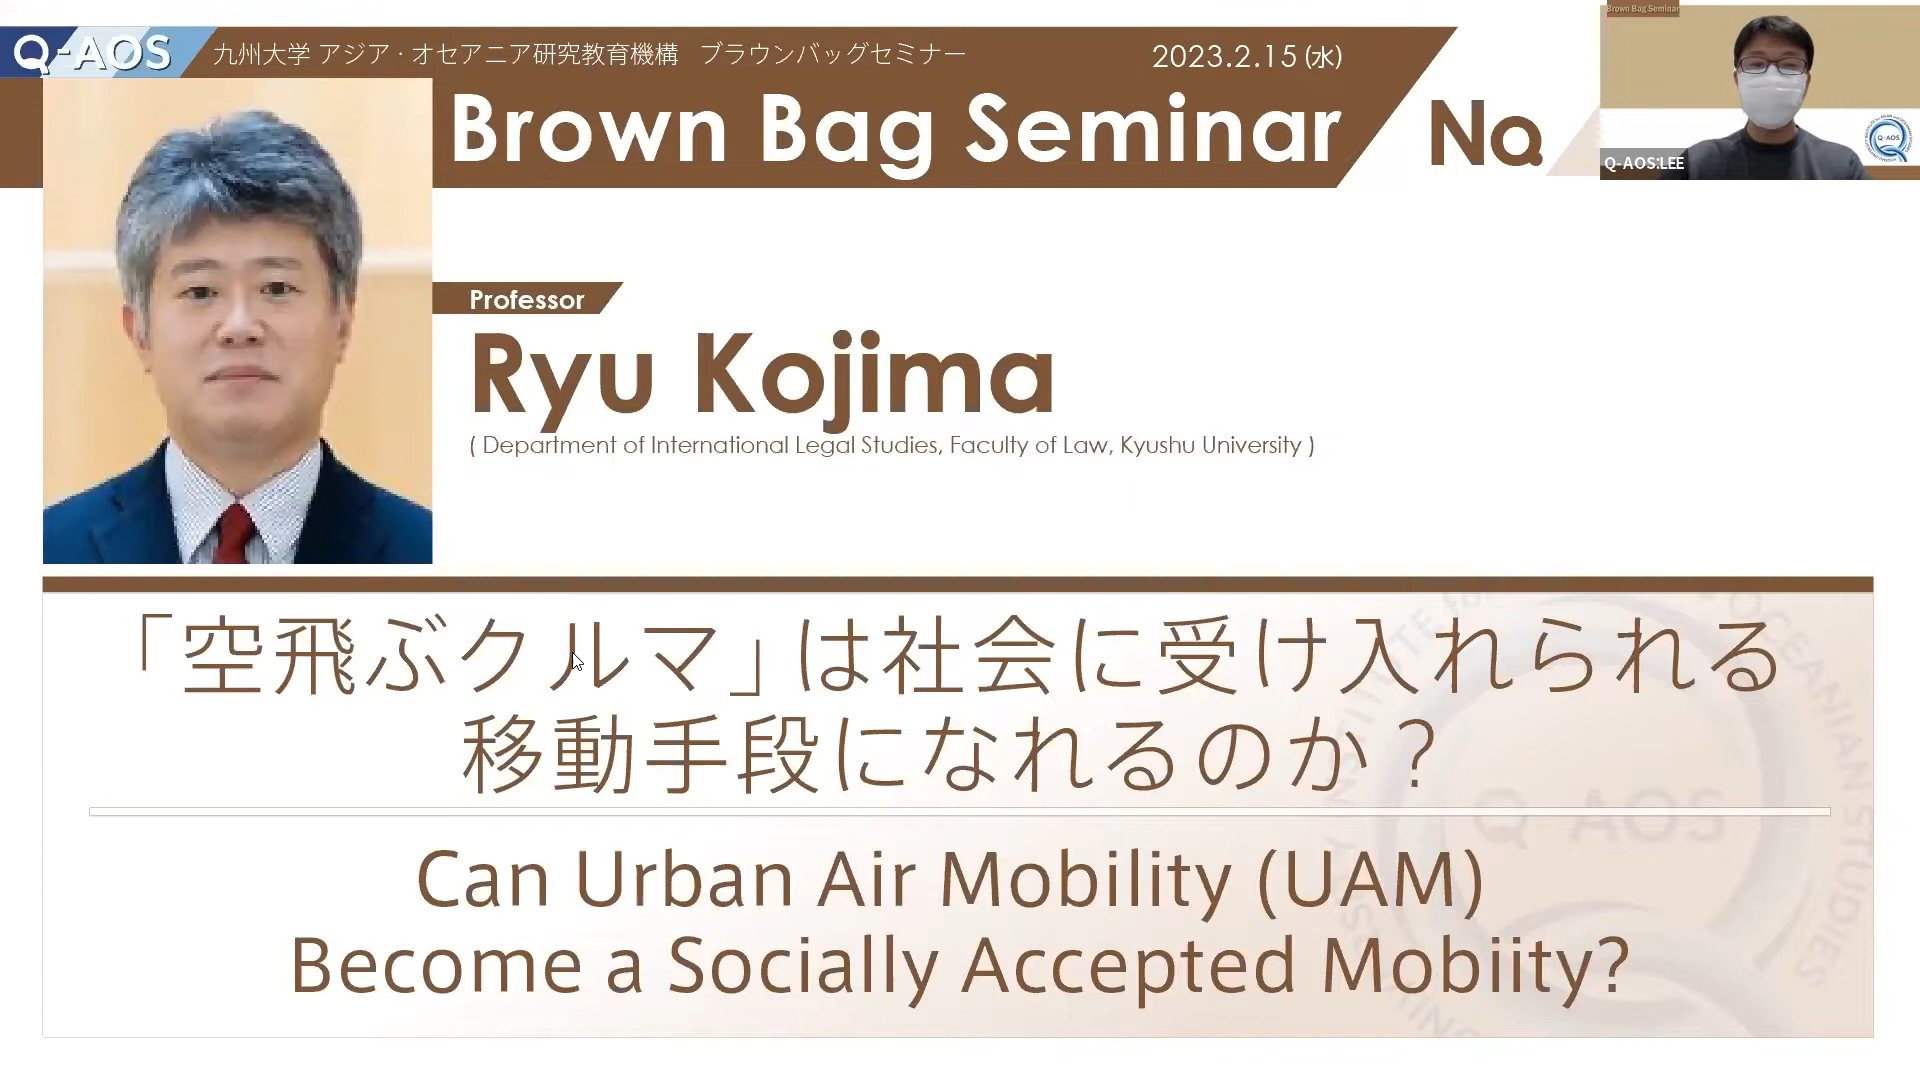 Q-AOS
九州大学 アジア・オセアニア研究教育機構 ブラウンバッグセミナー
2023.2.15 (水)
Brown Bag Seminar
No.
Brown Bag Seminar
Q-AOS
Q-AOS:LEE
Professor
Ryu Kojima
( Department of International Legal Studies, Faculty of Law, Kyushu University )
「空飛ぶクルマ」は社会に受け入れられる
移動手段になれるのか？
Can Urban Air Mobility (UAM)
Become a Socially Accepted Mobiity?
Q-AOS